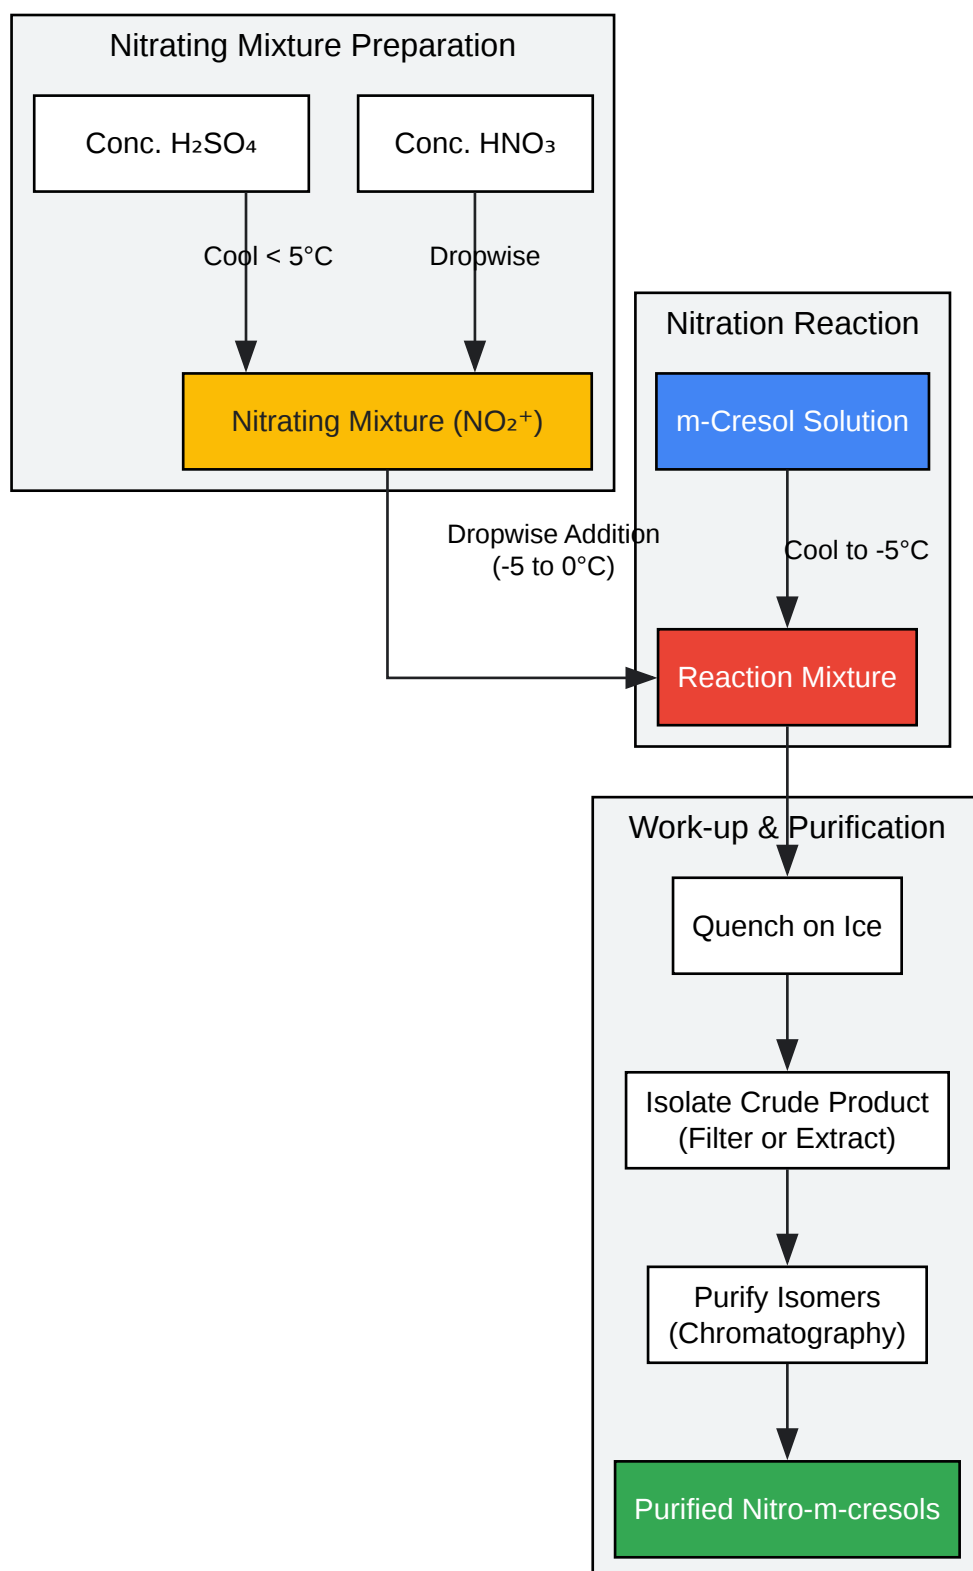 Nitrating Mixture Preparation
Conc. H₂SO₄
Conc. HNO₃
Cool < 5°C
Dropwise
Nitrating Mixture (NO₂⁺)
Nitration Reaction
m-Cresol Solution
Dropwise Addition
(-5 to 0°C)
Cool to -5°C
Reaction Mixture
Work-up & Purification
Quench on Ice
Isolate Crude Product
(Filter or Extract)
Purify Isomers
(Chromatography)
Purified Nitro-m-cresols